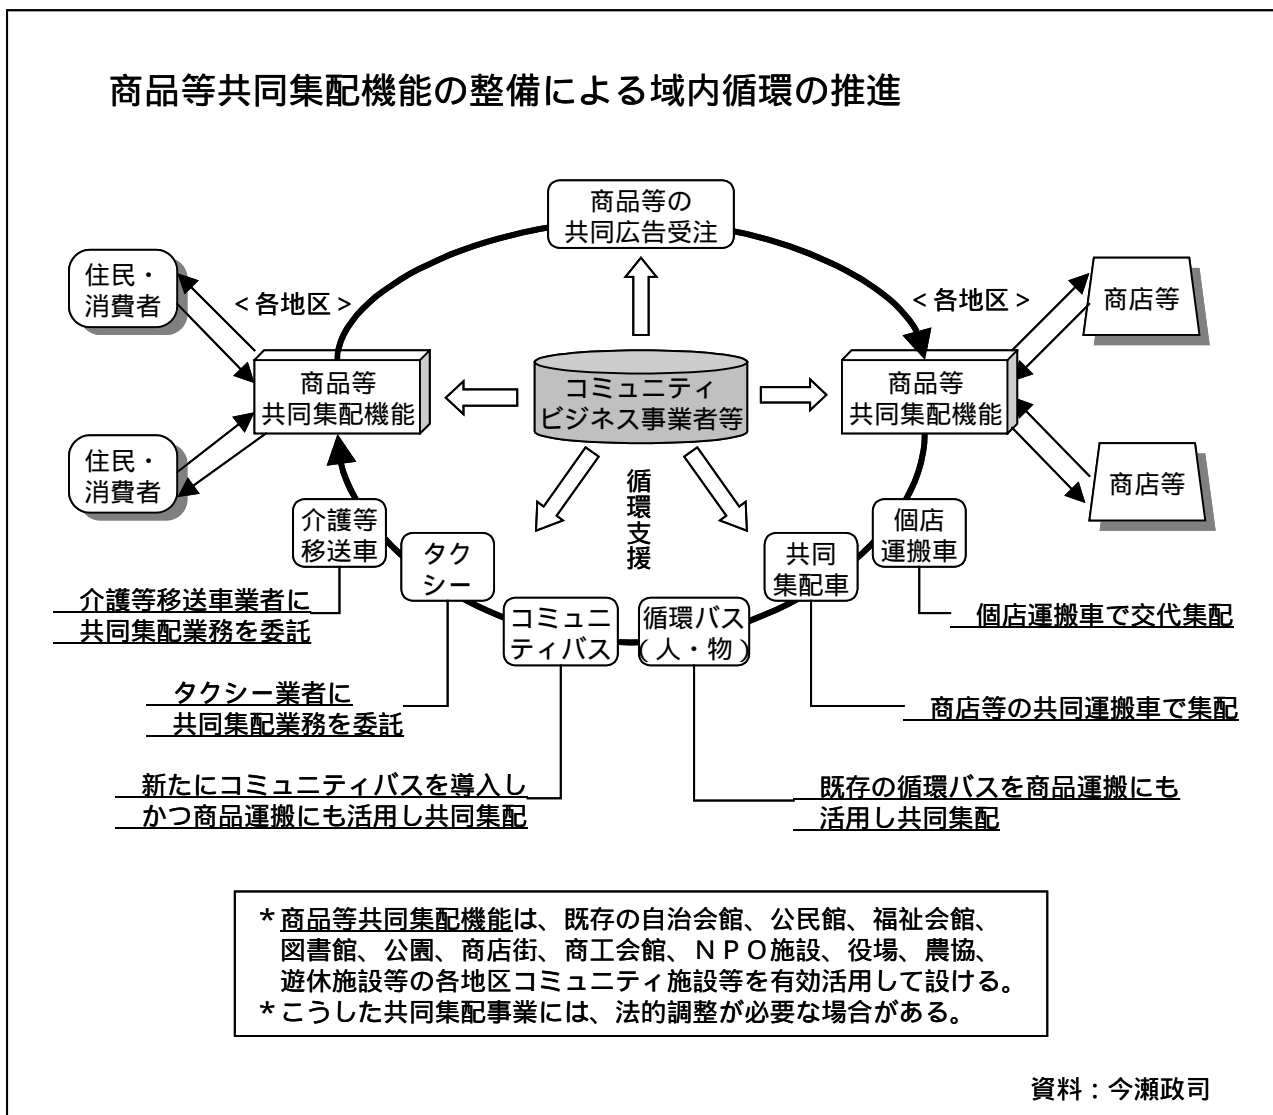 商品等共同集配機能の整備による域内循環の推進
商品等の
共同広告受注
住民・
消費者
＜各地区＞
＜各地区＞
商店等
商品等
共同集配機能
コミュニティ
ビジネス事業者等
商品等
共同集配機能
住民・
消費者
商店等
循環支援
介護等
移送車
タク
シー
コミュニ
ティバス
循環バス
（人・物）
共同
集配車
個店
運搬車
介護等移送車業者に
共同集配業務を委託
個店運搬車で交代集配
タクシー業者に
共同集配業務を委託
商店等の共同運搬車で集配
新たにコミュニティバスを導入し
かつ商品運搬にも活用し共同集配
既存の循環バスを商品運搬にも
活用し共同集配
＊商品等共同集配機能は、既存の自治会館、公民館、福祉会館、
図書館、公園、商店街、商工会館、ＮＰＯ施設、役場、農協、
遊休施設等の各地区コミュニティ施設等を有効活用して設ける。
＊こうした共同集配事業には、法的調整が必要な場合がある。
資料：今瀬政司